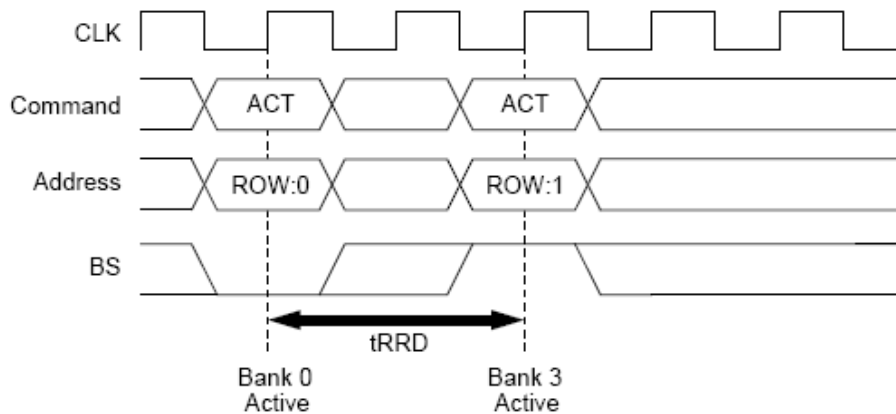 CLK
Command
ACT
ACT
Address
ROW:0
ROW:1
BS
tRRD
Bank 0
Active
Bank 3
Active